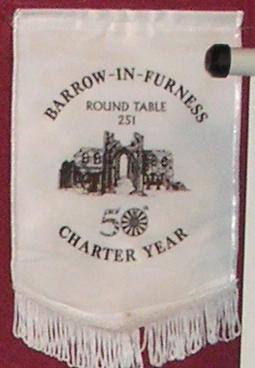 BARROW-IN-FURNESS
ROUND TABLE
251
50
CHARTER YEAR